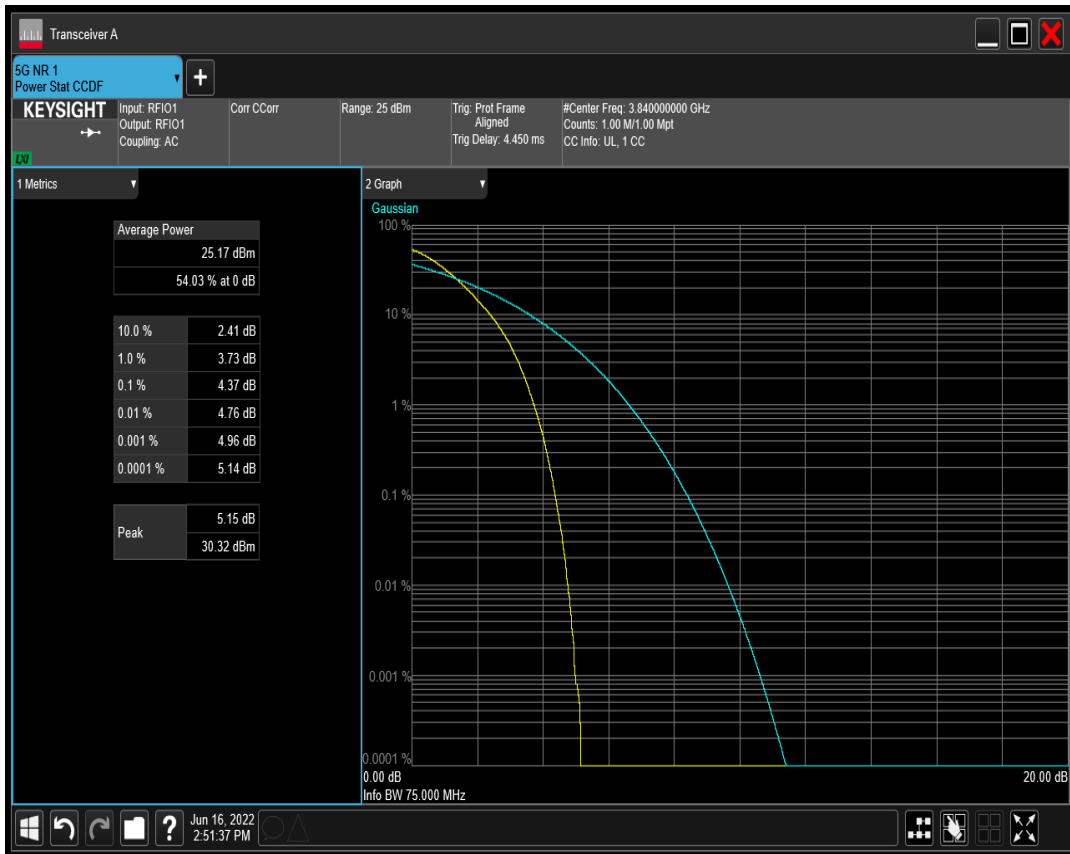 Transceiver A
5G NR 1
Power Stat CCDF
+
KEYSIGHT
LXI
Input: RFIO1
Output: RFIO1
Coupling: AC
Corr CCorr
Range: 25 dBm
Trig: Prot Frame
Aligned
Trig Delay: 4.450 ms
#Center Freq: 3.840000000 GHz
Counts: 1.00 M/1.00 Mpt
CC Info: UL, 1 CC
1 Metrics
Average Power
25.17 dBm
54.03 % at 0 dB
10.0 % 2.41 dB
1.0 % 3.73 dB
0.1 % 4.37 dB
0.01 % 4.76 dB
0.001 % 4.96 dB
0.0001 % 5.14 dB
Peak
5.15 dB
30.32 dBm
2 Graph
Gaussian
100 %
10 %
1 %
0.1 %
0.01 %
0.001 %
0.0001 %
0.00 dB 20.00 dB
Info BW 75.000 MHz
?
Jun 16, 2022
2:51:37 PM